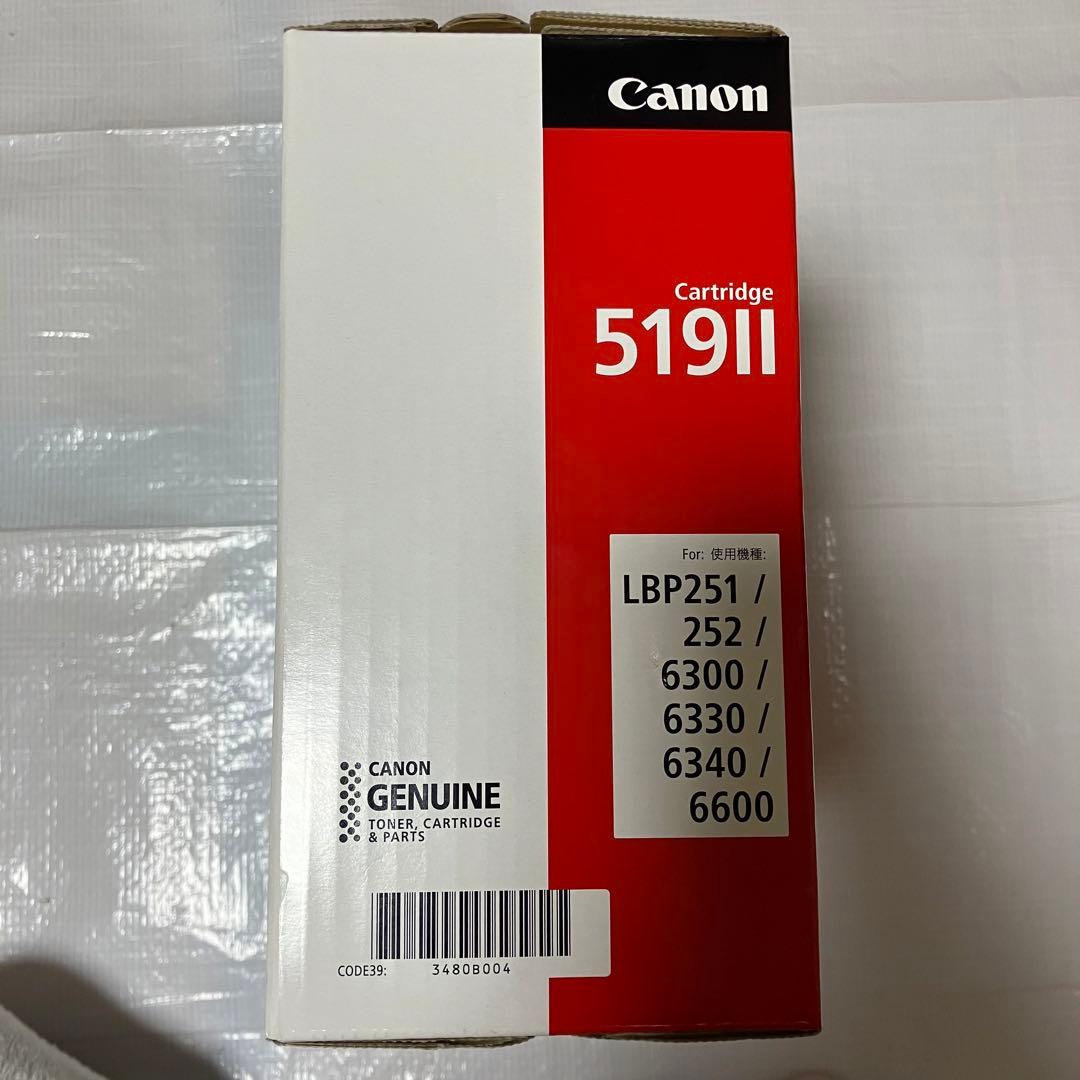 Canon
Cartridge
519II
For: 使用機種:
LBP251 /
252 /
6300 /
6330 /
6340 /
6600
CANON
GENUINE
TONER, CARTRIDGE
& PARTS
CODE39: 3480B004